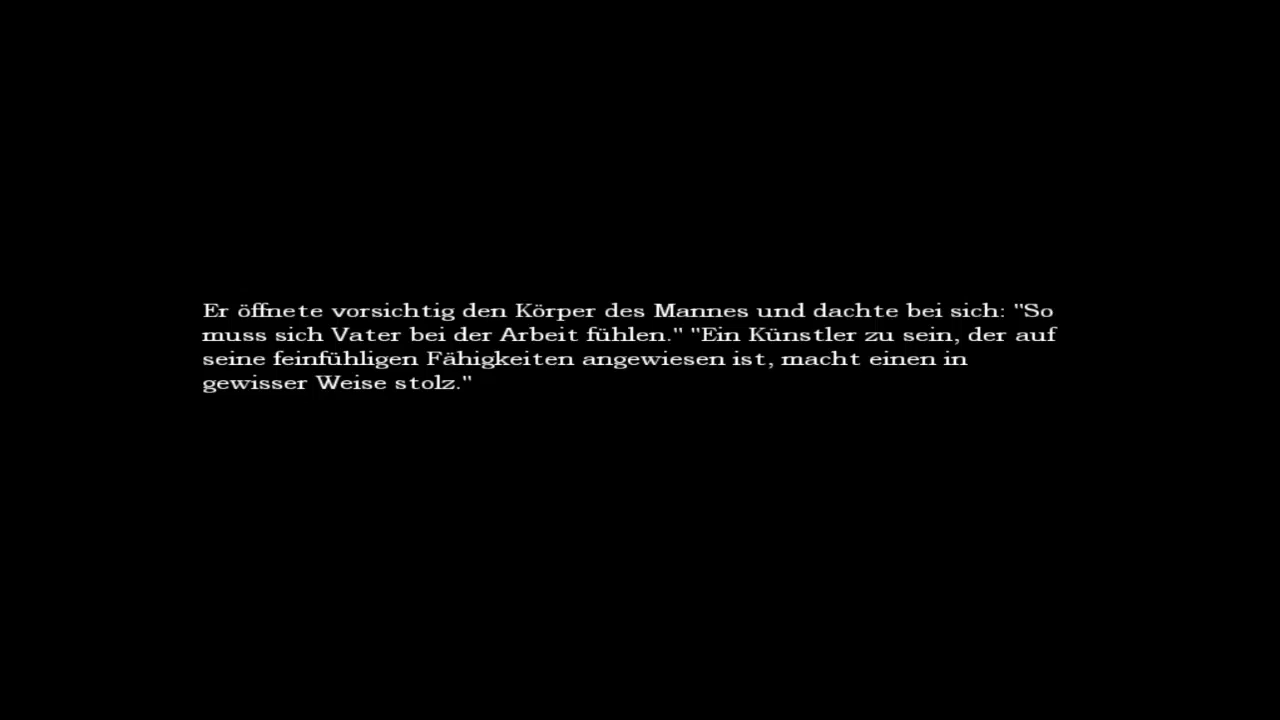 Er öffnete vorsichtig den Körper des Mannes und dachte bei sich: "So
muss sich Vater bei der Arbeit fühlen." "Ein Künstler zu sein, der auf
seine feinfühligen Fähigkeiten angewiesen ist, macht einen in
gewisser Weise stolz."